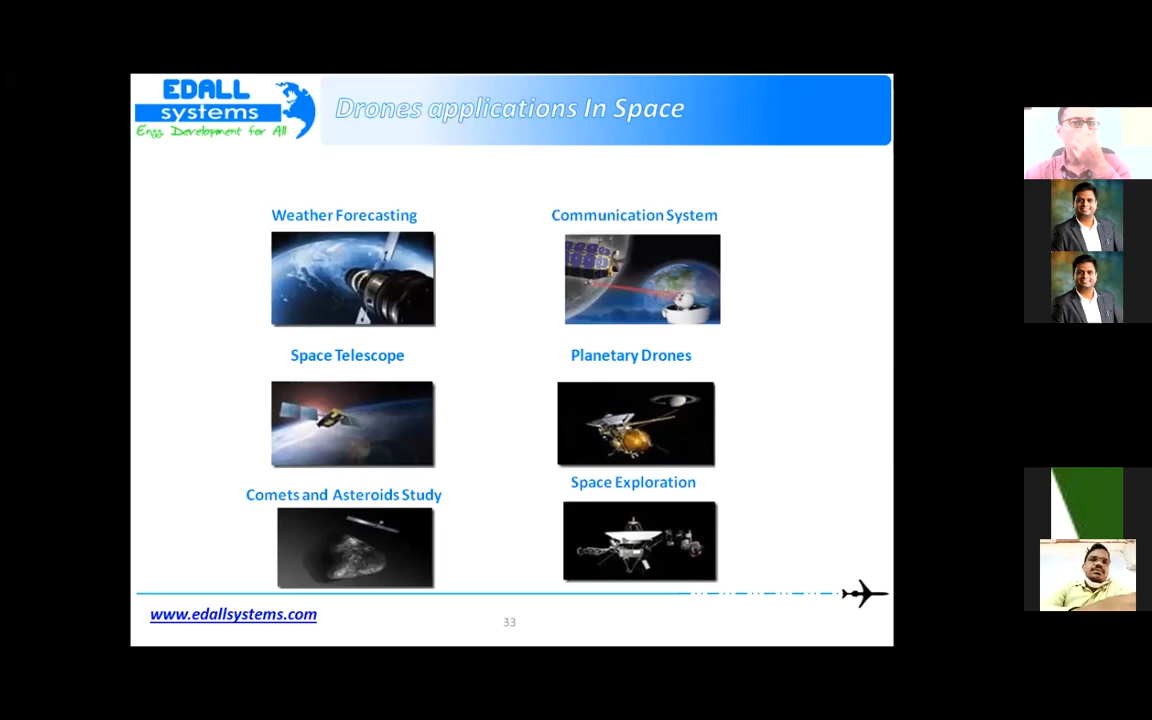 EDALL
systems
Engg. Development for All
Drones applications In Space
Weather Forecasting
Communication System
Space Telescope
Planetary Drones
Comets and Asteroids Study
Space Exploration
www.edallsystems.com
33